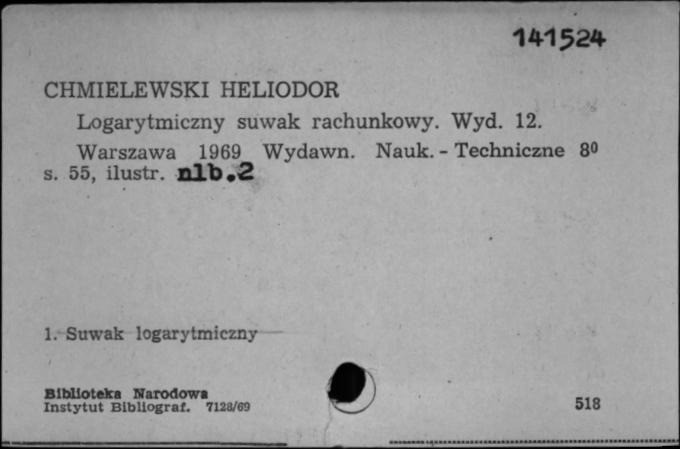 141524
CHMIELEWSKI HELIODOR
Logarytmiczny suwak rachunkowy. Wyd. 12.
Warszawa 1969 Wydawn. Nauk. - Techniczne 8⁰
s. 55, ilustr. nlb.2
1. Suwak logarytmiczny
Biblioteka Narodowa
Instytut Bibliograf. 7128/69
518